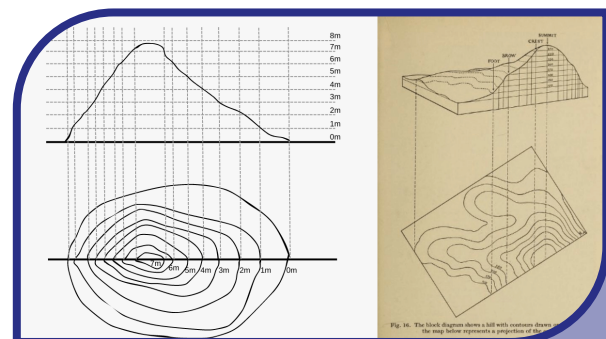 8m
7m
6m
5m
4m
3m
2m
1m
0m
7m 6m 5m 4m 3m 2m 1m 0m
SUMMIT
CREST
BROW
FOOT
Fig. 16. The block diagram shows a hill with contours drawn
the map below represents a projection of the